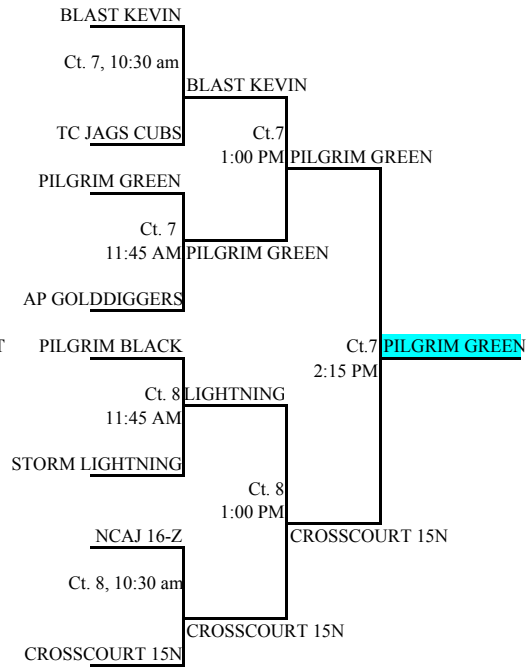 BLAST KEVIN
Ct. 7, 10:30 am
BLAST KEVIN
TC JAGS CUBS
Ct.7
1:00 PM
PILGRIM GREEN
PILGRIM GREEN
Ct. 7
11:45 AM
PILGRIM GREEN
AP GOLDDIGGERS
T
PILGRIM BLACK
Ct.7
PILGRIM GREEN
2:15 PM
Ct. 8
LIGHTNING
11:45 AM
STORM LIGHTNING
Ct. 8
1:00 PM
NCAJ 16-Z
CROSSCOURT 15N
Ct. 8, 10:30 am
CROSSCOURT 15N
CROSSCOURT 15N